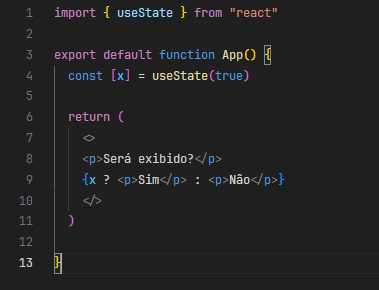 1 import { useState } from "react"
2
3 export default function App() {
4 const [x] = useState(true)
5
6 return (
7 <>
8 <p>Será exibido?</p>
9 {x ? <p>Sim</p> : <p>Não</p>}
10 </>
11 )
12
13 }